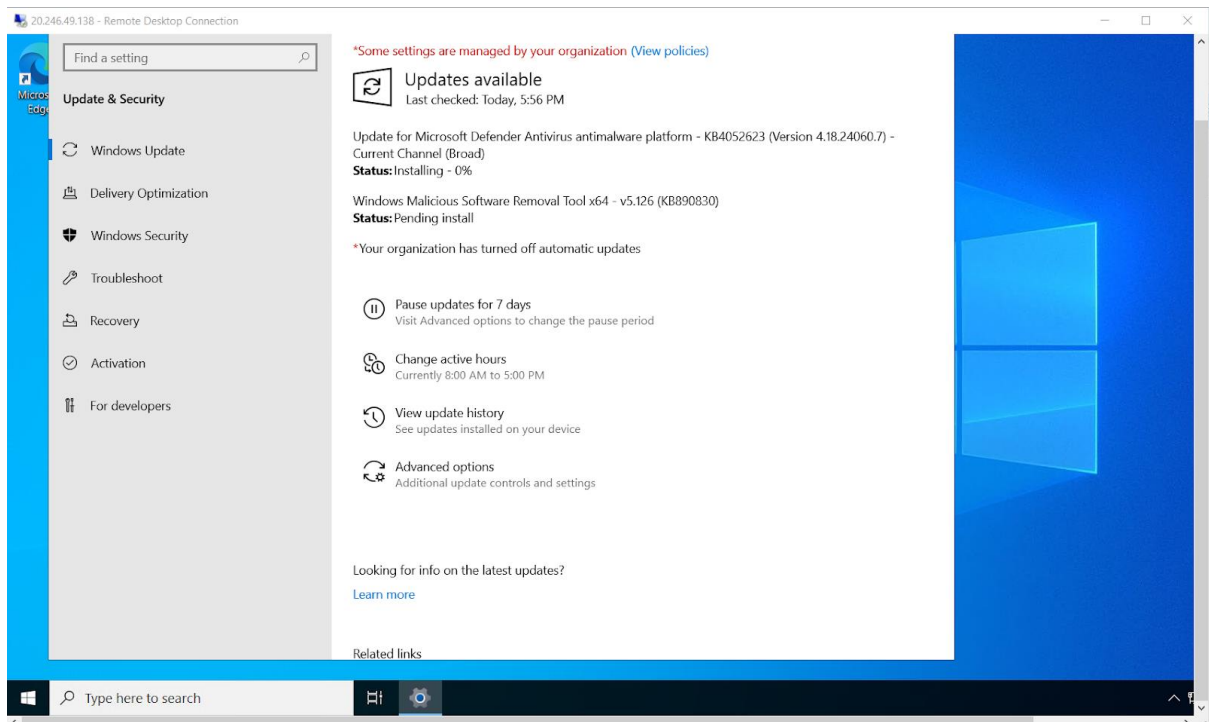 20.246.49.138 - Remote Desktop Connection
Find a setting
Update & Security
Windows Update
Delivery Optimization
Windows Security
Troubleshoot
Recovery
Activation
For developers
*Some settings are managed by your organization (View policies)
Updates available
Last checked: Today, 5:56 PM
Update for Microsoft Defender Antivirus antimalware platform - KB4052623 (Version 4.18.24060.7) -
Current Channel (Broad)
Status: Installing - 0%
Windows Malicious Software Removal Tool x64 - v5.126 (KB890830)
Status: Pending install
*Your organization has turned off automatic updates
Pause updates for 7 days
Visit Advanced options to change the pause period
Change active hours
Currently 8:00 AM to 5:00 PM
View update history
See updates installed on your device
Advanced options
Additional update controls and settings
Looking for info on the latest updates?
Learn more
Related links
Type here to search